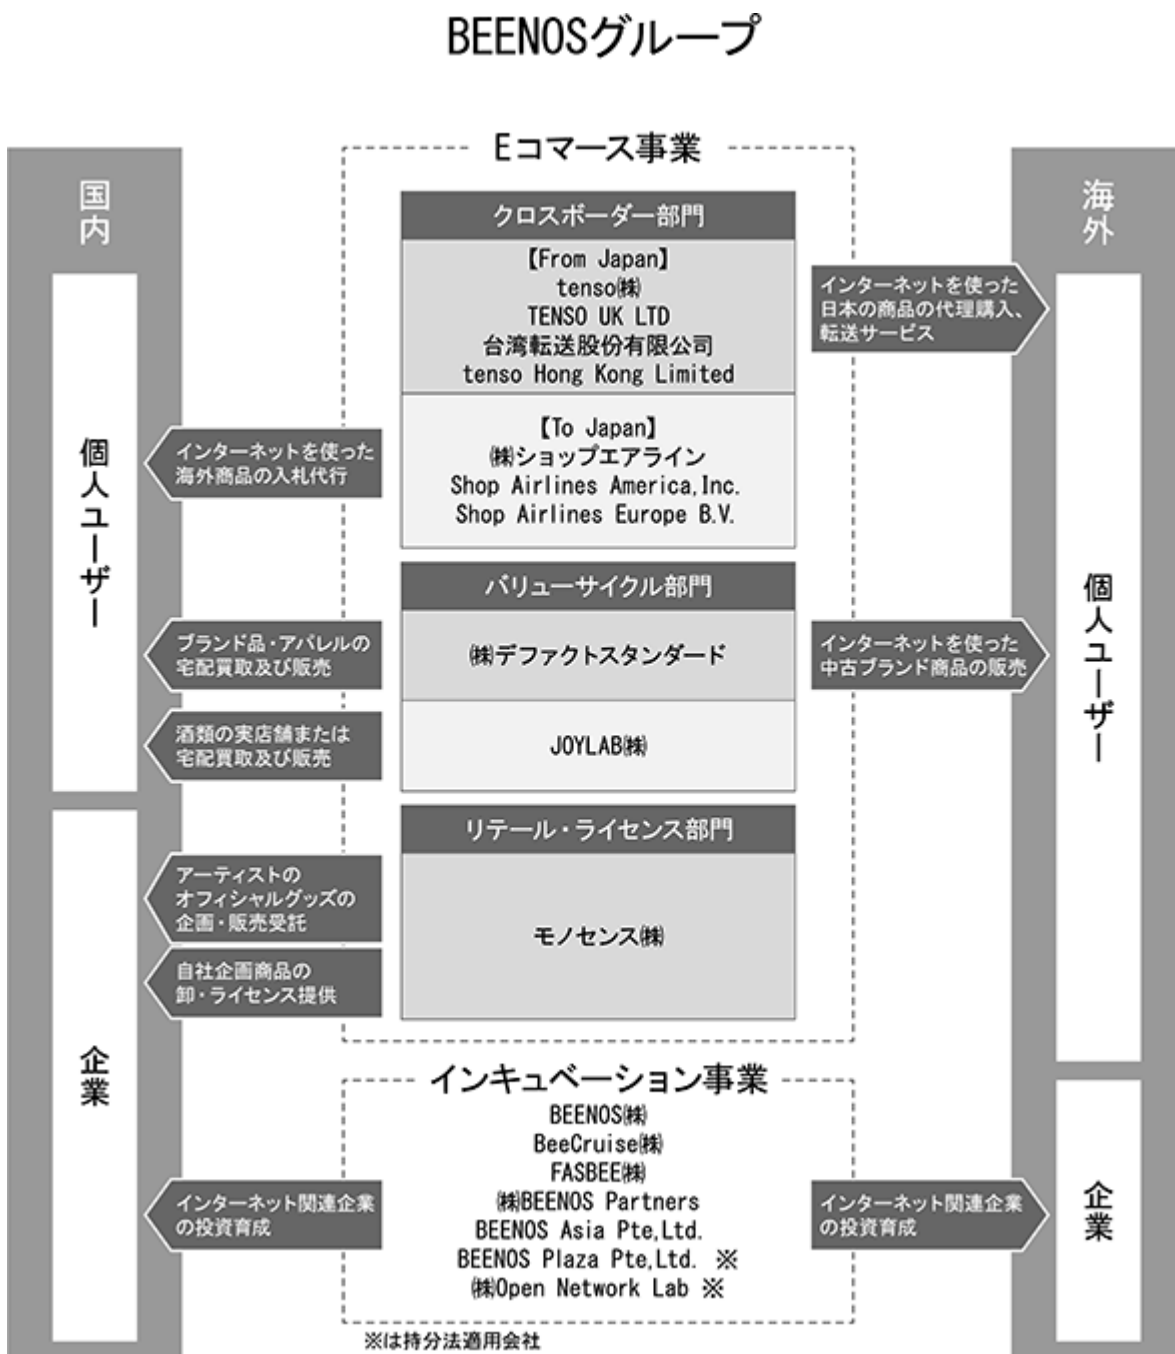 BEENOSグループ
Eコマース事業
国内
海外
クロスボーダー部門
【From Japan】
tenso㈱
TENSO UK LTD
台湾転送股份有限公司
tenso Hong Kong Limited
インターネットを使った
日本の商品の代理購入、
転送サービス
【To Japan】
㈱ショップエアライン
Shop Airlines America,Inc.
Shop Airlines Europe B.V.
インターネットを使った
海外商品の入札代行
個人ユーザー
個人ユーザー
バリューサイクル部門
㈱デファクトスタンダード
ブランド品・アパレルの
宅配買取及び販売
インターネットを使った
中古ブランド商品の販売
JOYLAB㈱
酒類の実店舗または
宅配買取及び販売
リテール・ライセンス部門
モノセンス㈱
アーティストの
オフィシャルグッズの
企画・販売受託
自社企画商品の
卸・ライセンス提供
企業
企業
インキュベーション事業
BEENOS㈱
BeeCruise㈱
FASBEE㈱
㈱BEENOS Partners
BEENOS Asia Pte,Ltd.
BEENOS Plaza Pte,Ltd. ※
㈱Open Network Lab ※
インターネット関連企業
の投資育成
インターネット関連企業
の投資育成
※は持分法適用会社